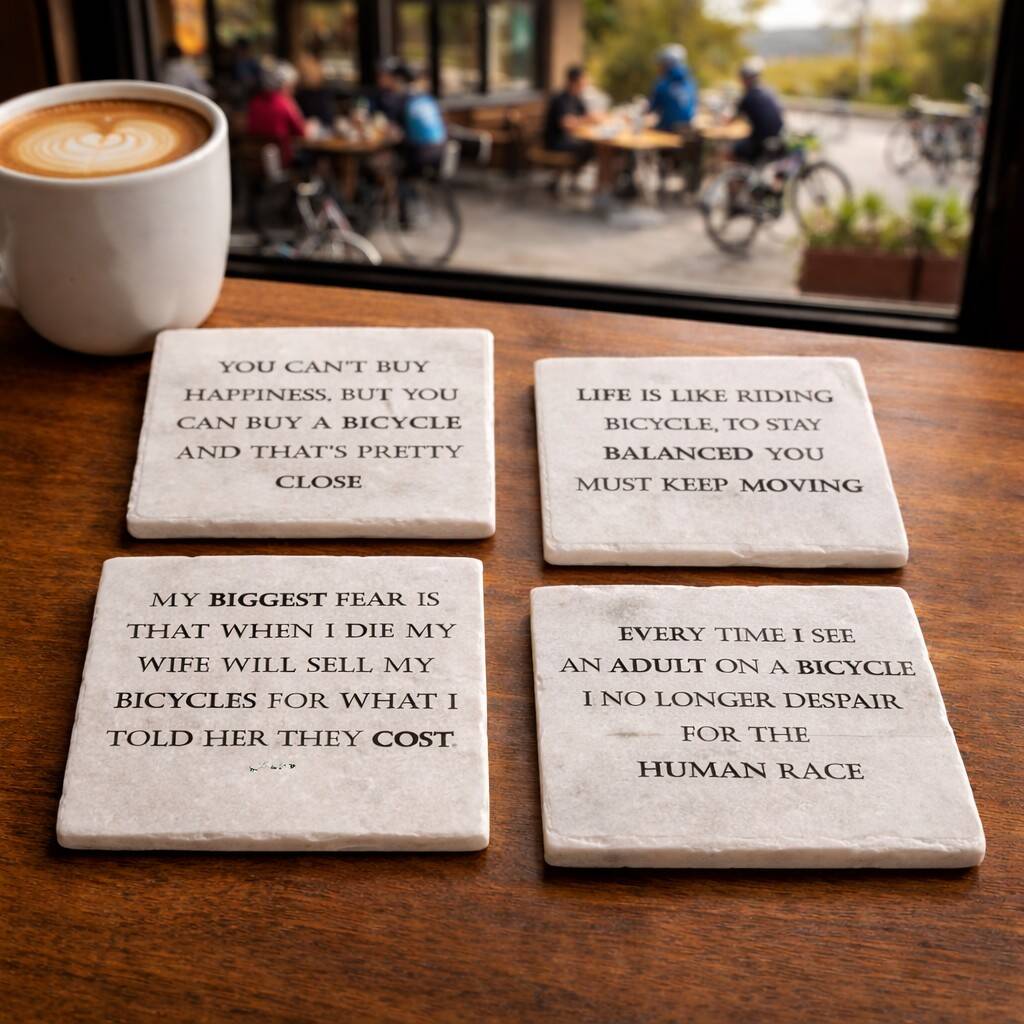 YOU CAN'T BUY
HAPPINESS, BUT YOU
CAN BUY A BICYCLE
AND THAT'S PRETTY
CLOSE
LIFE IS LIKE RIDING
BICYCLE, TO STAY
BALANCED YOU
MUST KEEP MOVING
MY BIGGEST FEAR IS
THAT WHEN I DIE MY
WIFE WILL SELL MY
BICYCLES FOR WHAT I
TOLD HER THEY COST.
EVERY TIME I SEE
AN ADULT ON A BICYCLE
I NO LONGER DESPAIR
FOR THE
HUMAN RACE